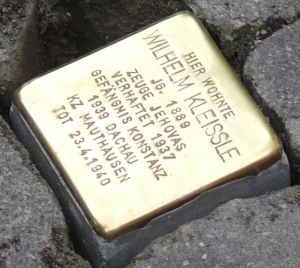 HIER WOHNTE
WILHELM KLEISSLE
JG. 1889
ZEUGE JEHOVAS
VERHAFTET 1937
GEFÄNGNIS KONSTANZ
1939 DACHAU
KZ MAUTHAUSEN
TOT 23.4.1940